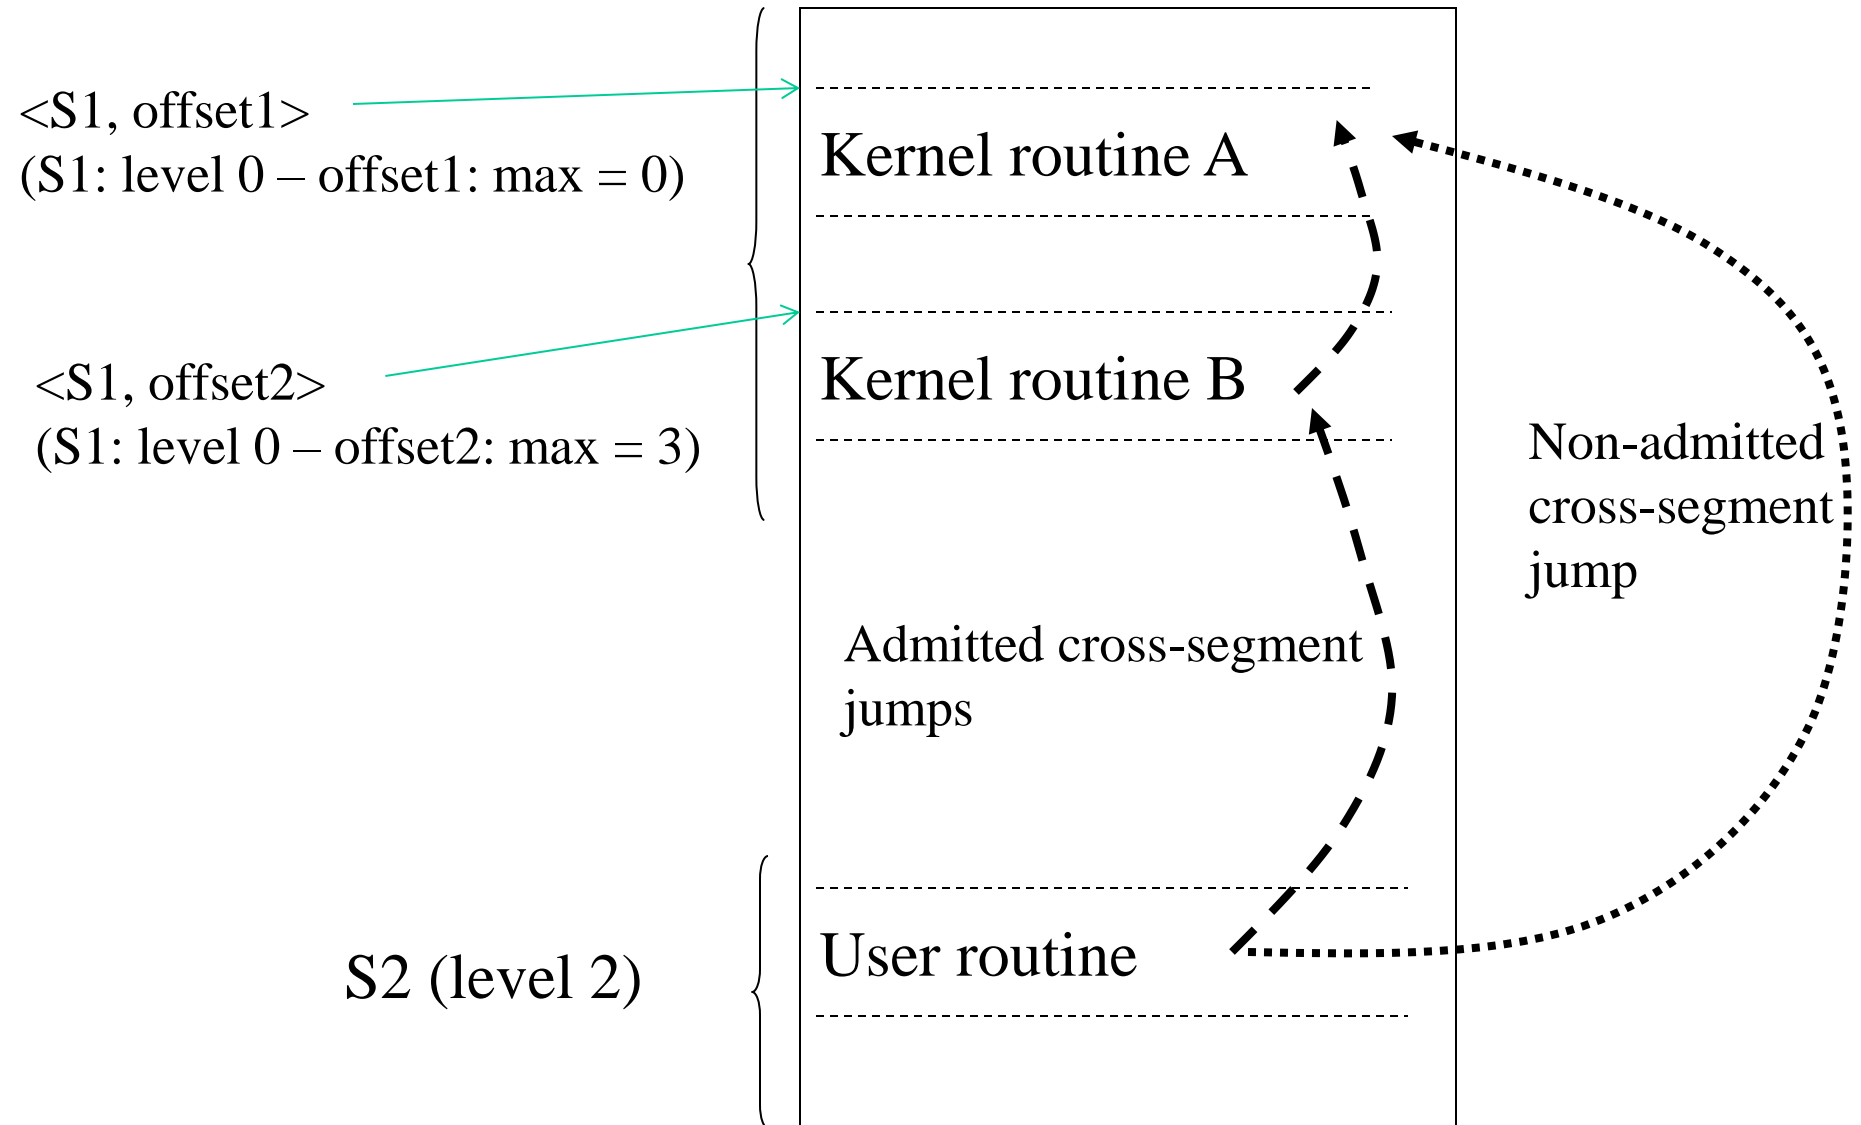 <S1, offset1>
(S1: level 0 – offset1: max = 0)
Kernel routine A
<S1, offset2>
(S1: level 0 – offset2: max = 3)
Kernel routine B
Non-admitted
cross-segment
jump
Admitted cross-segment
jumps
S2 (level 2)
User routine